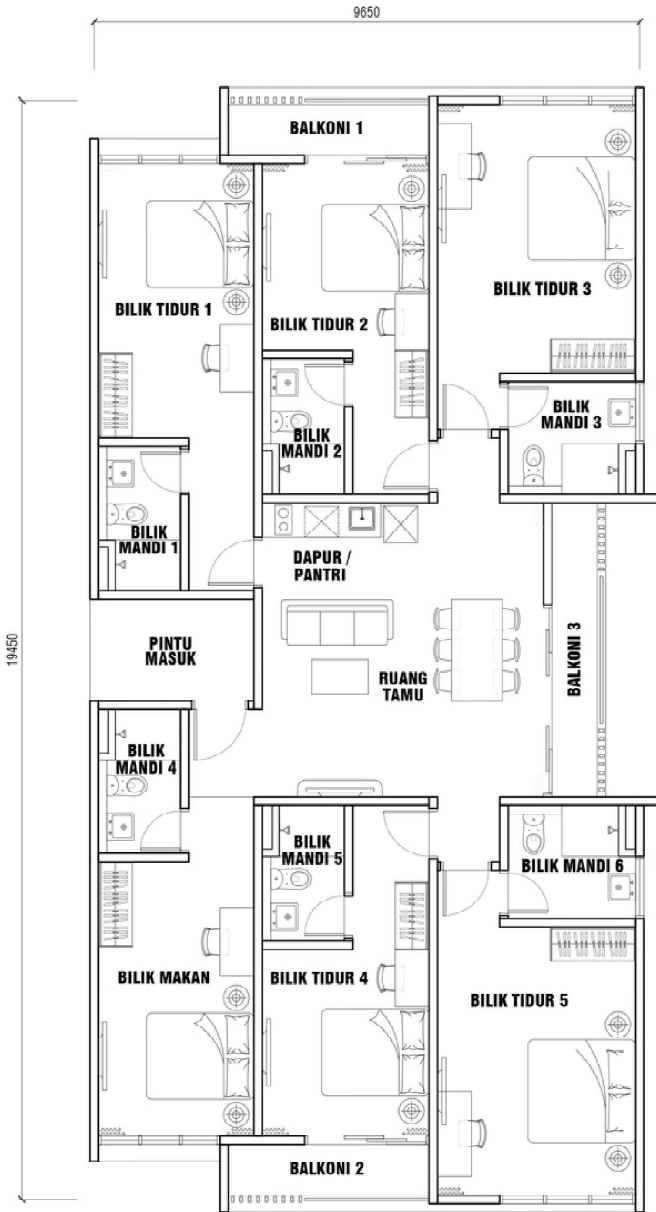 9650
19450
BALKONI 1
BILIK TIDUR 1
BILIK TIDUR 2
BILIK TIDUR 3
BILIK
MANDI 1
BILIK
MANDI 2
BILIK
MANDI 3
DAPUR /
PANTRI
PINTU
MASUK
RUANG
TAMU
BALKONI 3
BILIK
MANDI 4
BILIK
MANDI 5
BILIK MANDI 6
BILIK MAKAN
BILIK TIDUR 4
BILIK TIDUR 5
BALKONI 2